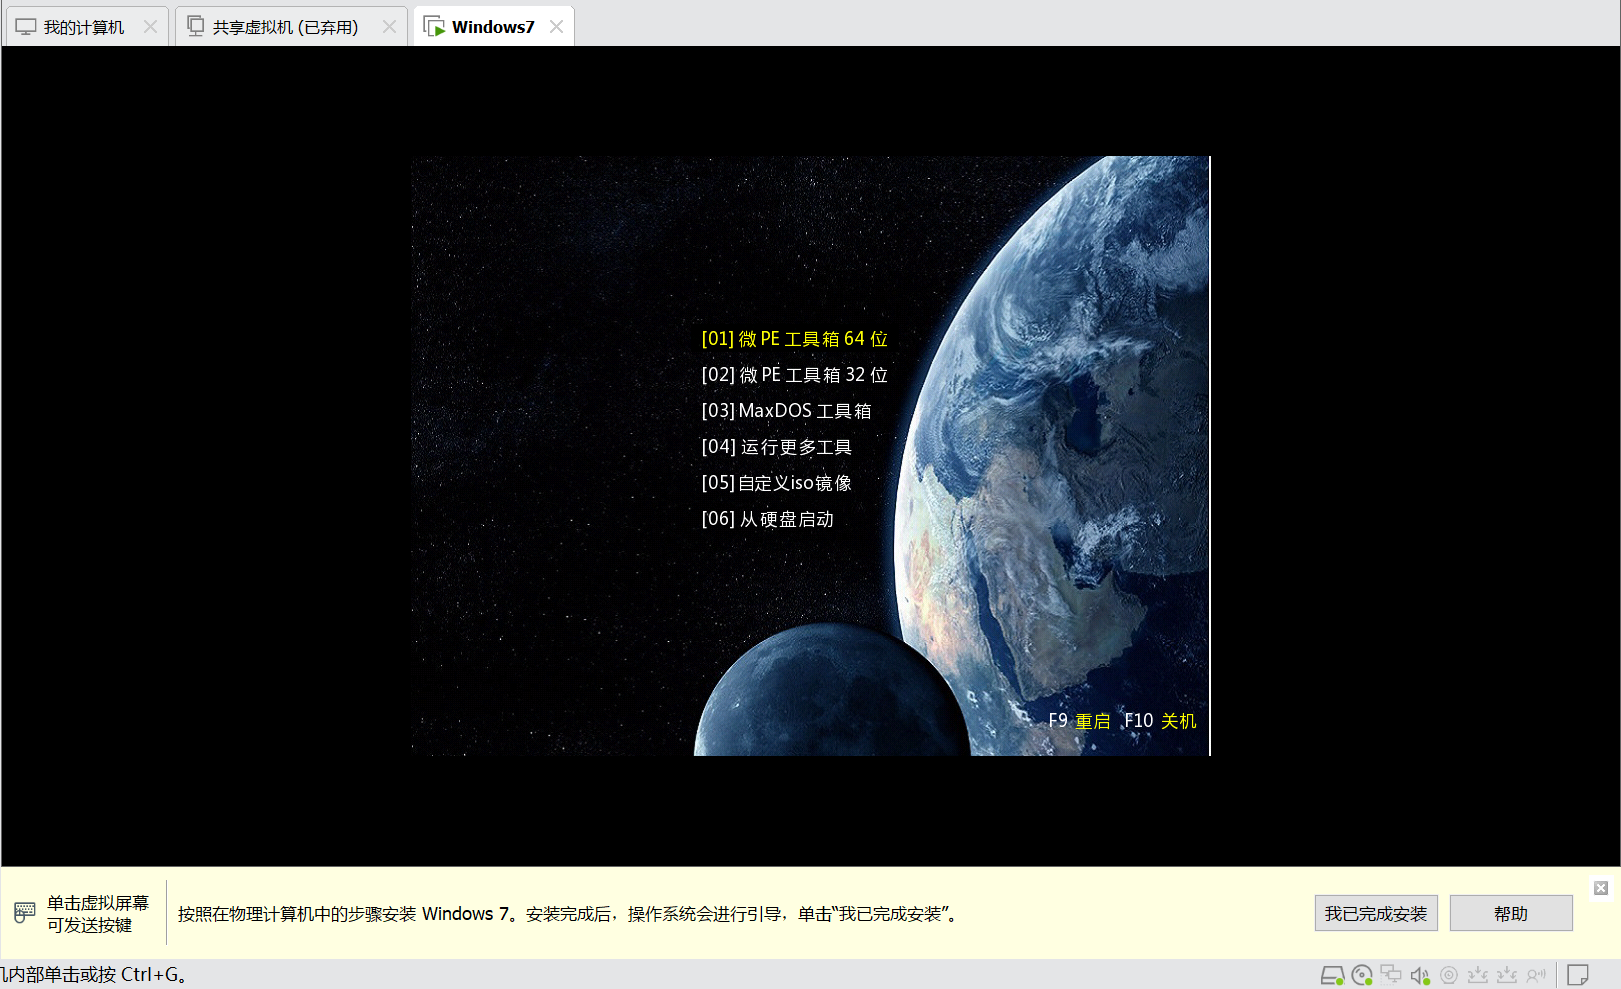 我的计算机
共享虚拟机 (已弃用)
Windows7
[01] 微 PE 工具箱 64 位
[02] 微 PE 工具箱 32 位
[03] MaxDOS 工具箱
[04] 运行更多工具
[05] 自定义iso镜像
[06] 从硬盘启动
F9 重启 F10 关机
单击虚拟屏幕
可发送按键
按照在物理计算机中的步骤安装 Windows 7。安装完成后，操作系统会进行引导，单击“我已完成安装”。
我已完成安装
帮助
内部单击或按 Ctrl+G。